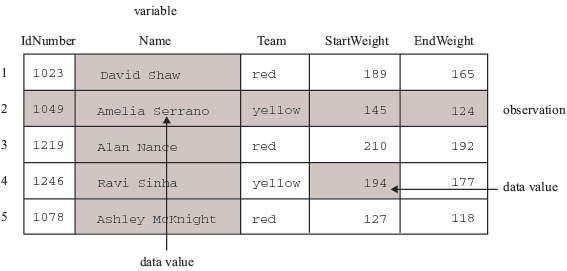 variable
IdNumber Name Team StartWeight EndWeight
1 1023 David Shaw red 189 165
2 1049 Amelia Serrano yellow 145 124 observation
3 1219 Alan Nance red 210 192
4 1246 Ravi Sinha yellow 194 177 data value
5 1078 Ashley McKnight red 127 118
data value